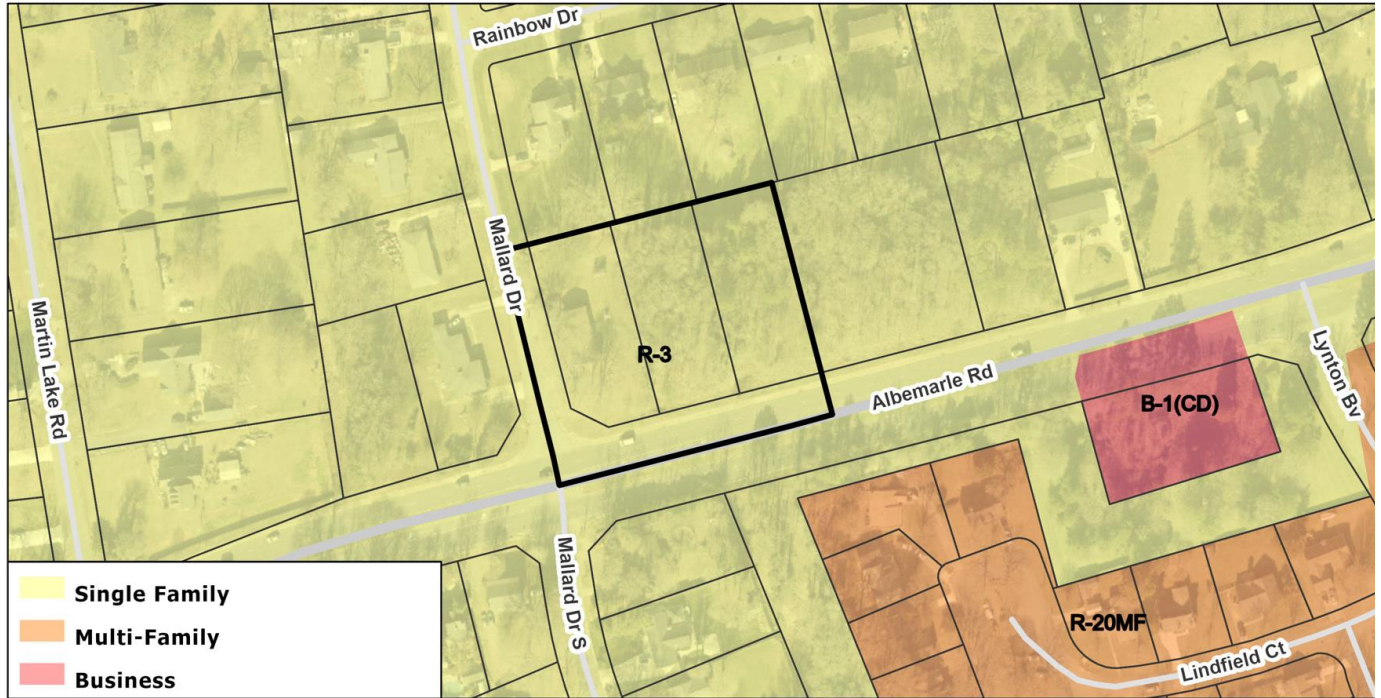 Rainbow Dr
Mallard Dr
Martin Lake Rd
R-3
Albemarle Rd
Lynton Bv
B-1(CD)
Mallard Dr S
R-20MF
Lindfield Ct
Single Family
Multi-Family
Business